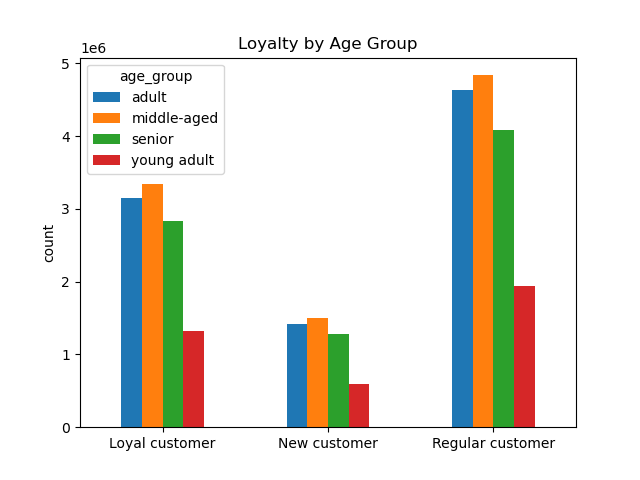 Loyalty by Age Group
1e6
5
4
3
2
1
0
count
age_group
adult
middle-aged
senior
young adult
Loyal customer
New customer
Regular customer